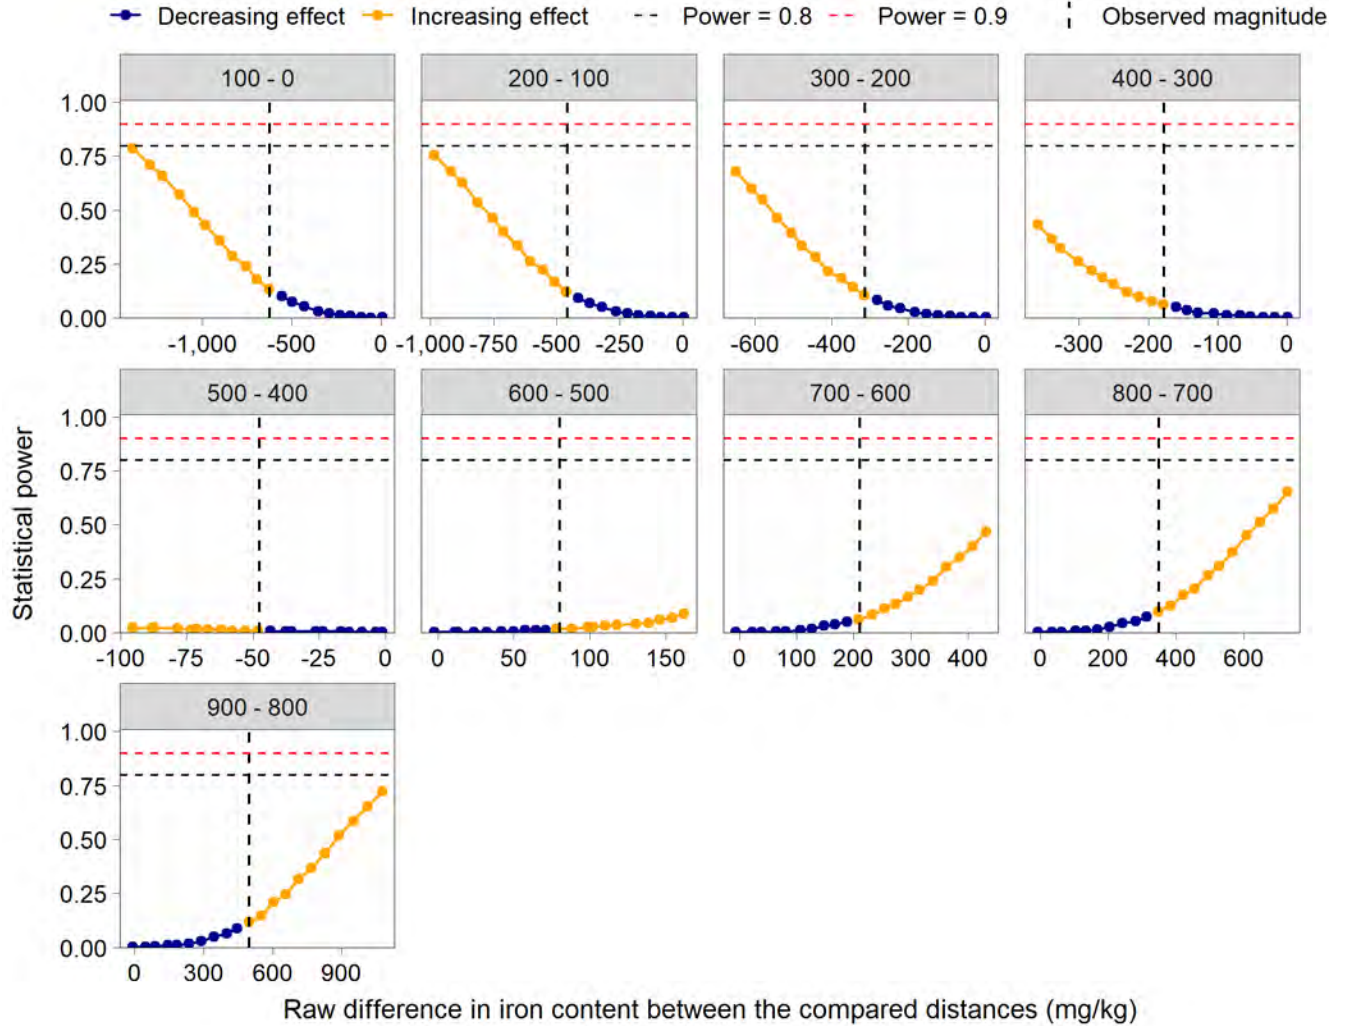 Decreasing effect Increasing effect Power = 0.8 Power = 0.9 Observed magnitude
100 - 0 200 - 100 300 - 200 400 - 300
1.00
0.75
0.50
0.25
0.00
-1,000 -500 0 -1,000 -750 -500 -250 0 -600 -400 -200 0 -300 -200 -100 0
500 - 400 600 - 500 700 - 600 800 - 700
1.00
0.75
0.50
0.25
0.00
-100 -75 -50 -25 0 0 50 100 150 0 100 200 300 400 0 200 400 600
Statistical power
900 - 800
1.00
0.75
0.50
0.25
0.00
0 300 600 900
Raw difference in iron content between the compared distances (mg/kg)